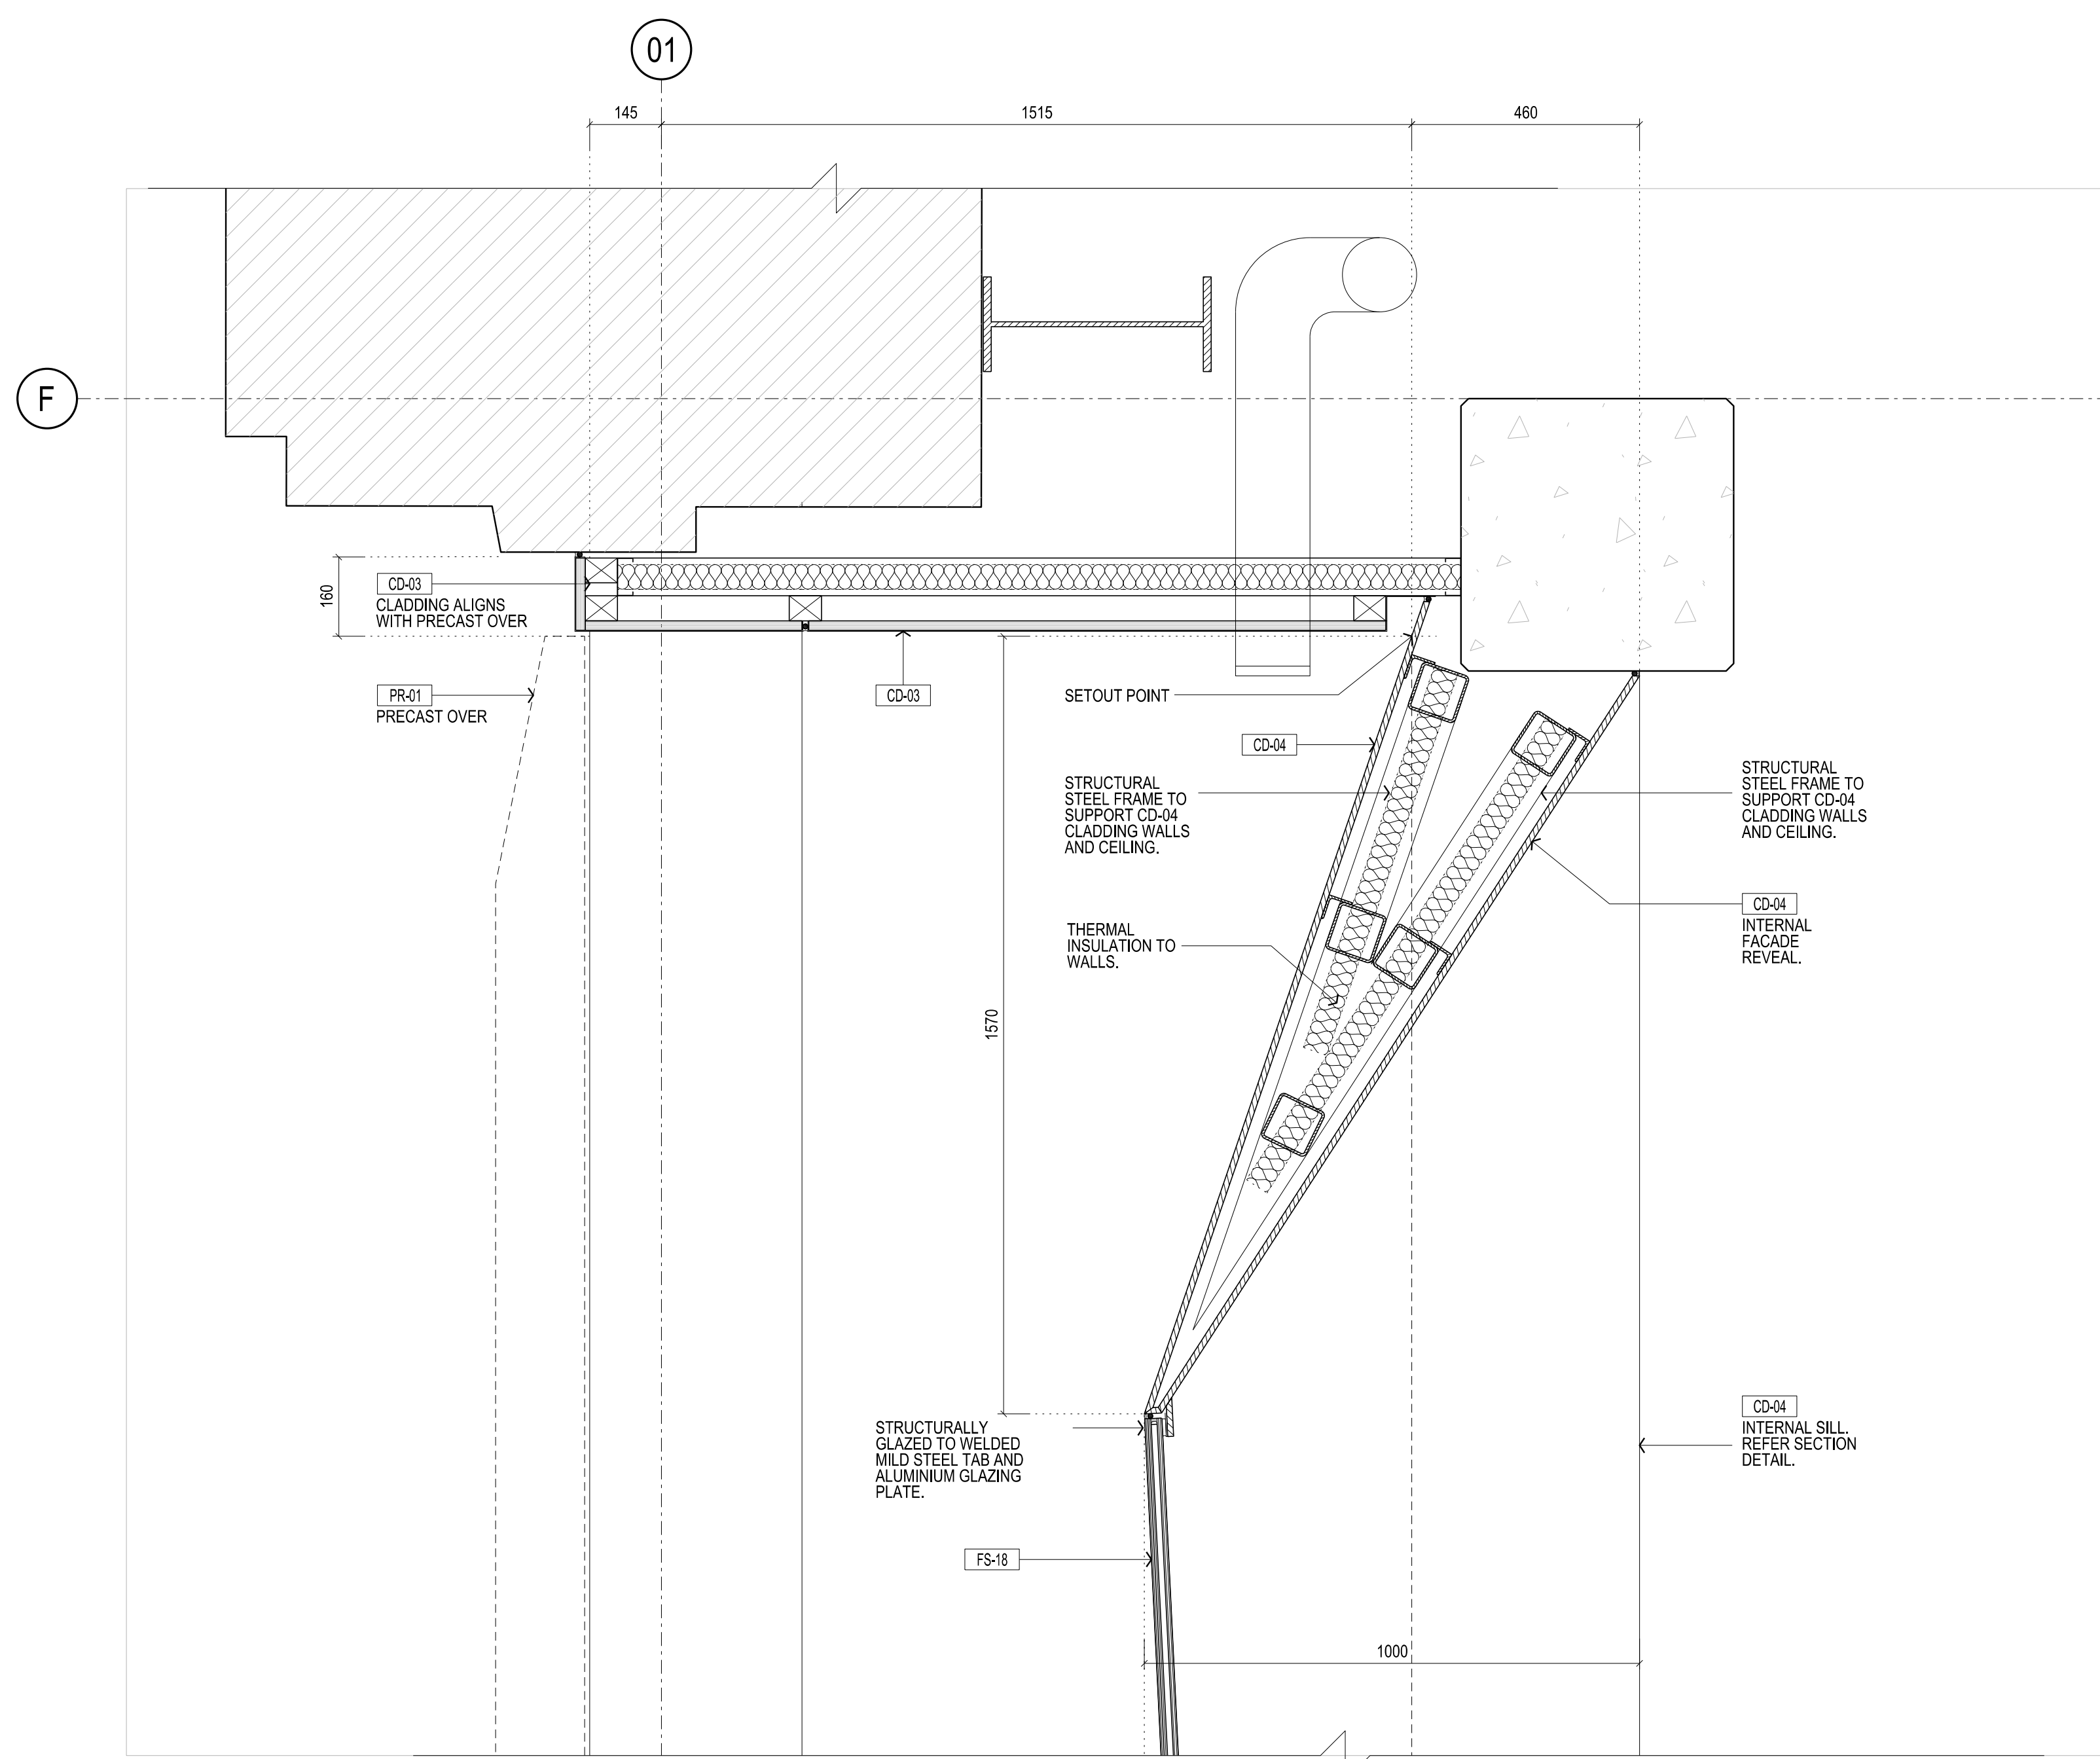 01
145
1515
460
F
160
CD-03
CLADDING ALIGNS
WITH PRECAST OVER
PR-01
PRECAST OVER
CD-03
SETOUT POINT
CD-04
STRUCTURAL
STEEL FRAME TO
SUPPORT CD-04
CLADDING WALLS
AND CEILING.
STRUCTURAL
STEEL FRAME TO
SUPPORT CD-04
CLADDING WALLS
AND CEILING.
CD-04
INTERNAL
FACADE
REVEAL.
THERMAL
INSULATION TO
WALLS.
1570
STRUCTURALLY
GLAZED TO WELDED
MILD STEEL TAB AND
ALUMINIUM GLAZING
PLATE.
CD-04
INTERNAL SILL.
REFER SECTION
DETAIL.
FS-18
1000